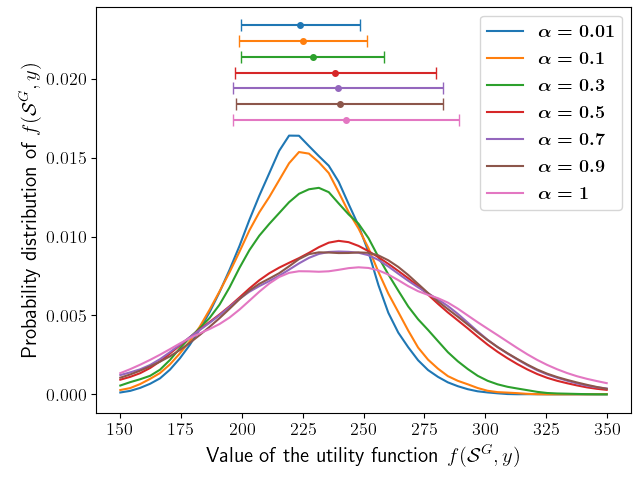 α = 0.01
α = 0.1
α = 0.3
α = 0.5
α = 0.7
α = 0.9
α = 1
Probability distribution of f(𝒮^G, y)
0.020
0.015
0.010
0.005
0.000
150 175 200 225 250 275 300 325 350
Value of the utility function f(𝒮^G, y)